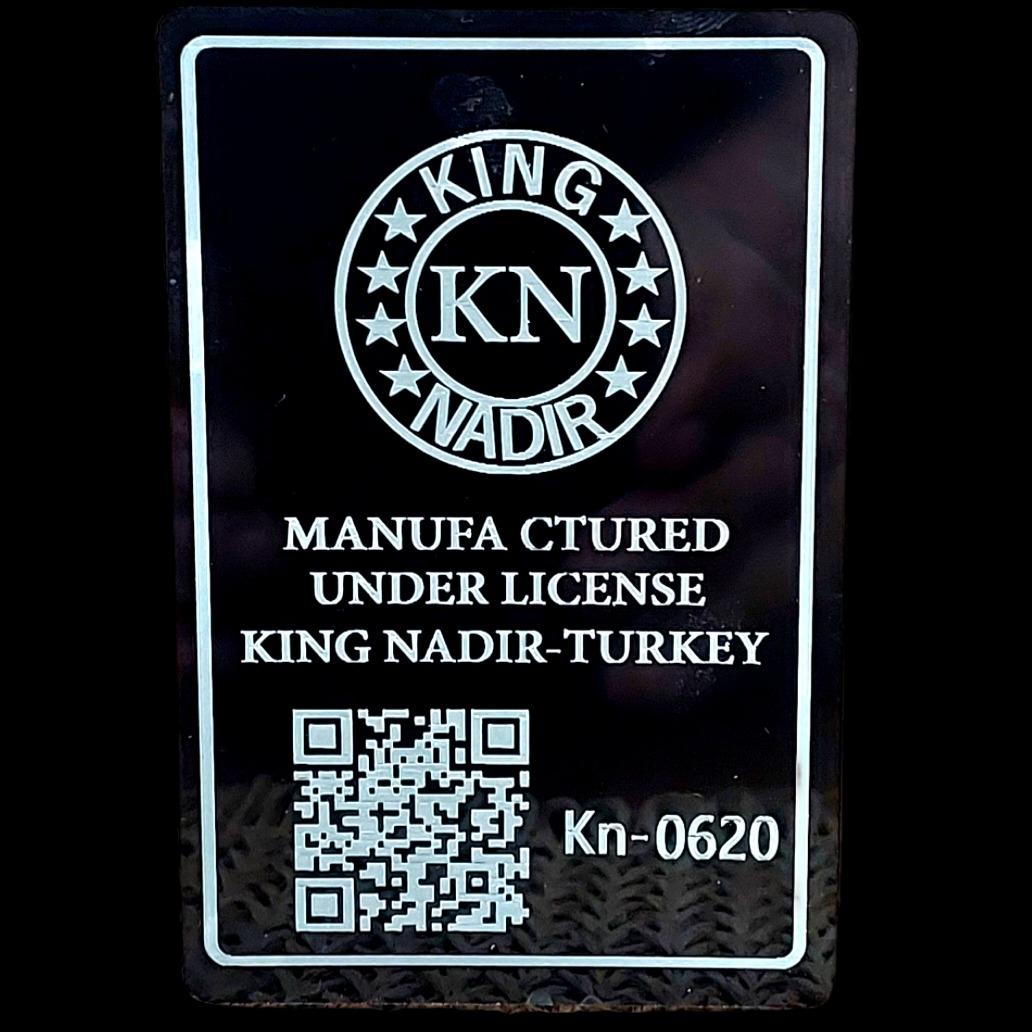 KING
KN
NADIR
MANUFA CTURED
UNDER LICENSE
KING NADIR-TURKEY
Kn-0620